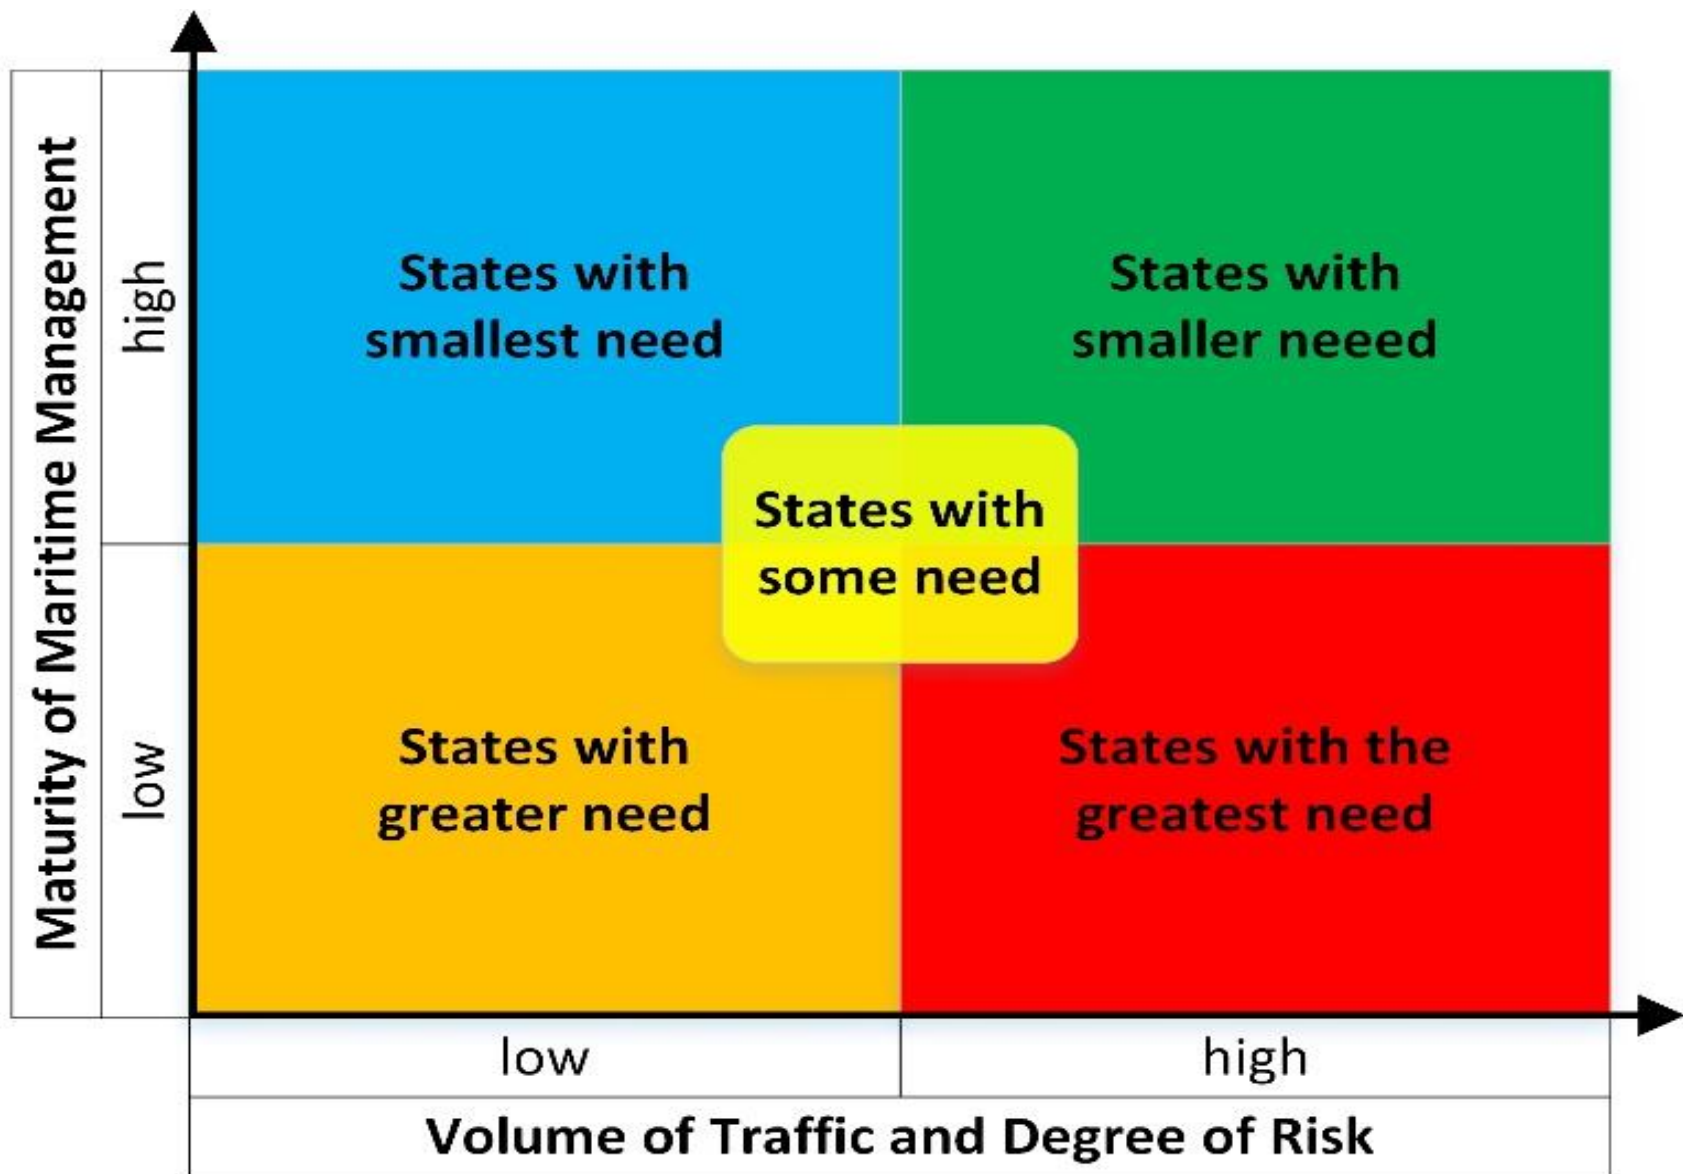 Maturity of Maritime Management
high
low
States with
smallest need
States with
smaller neeed
States with
some need
States with
greater need
States with the
greatest need
low
high
Volume of Traffic and Degree of Risk